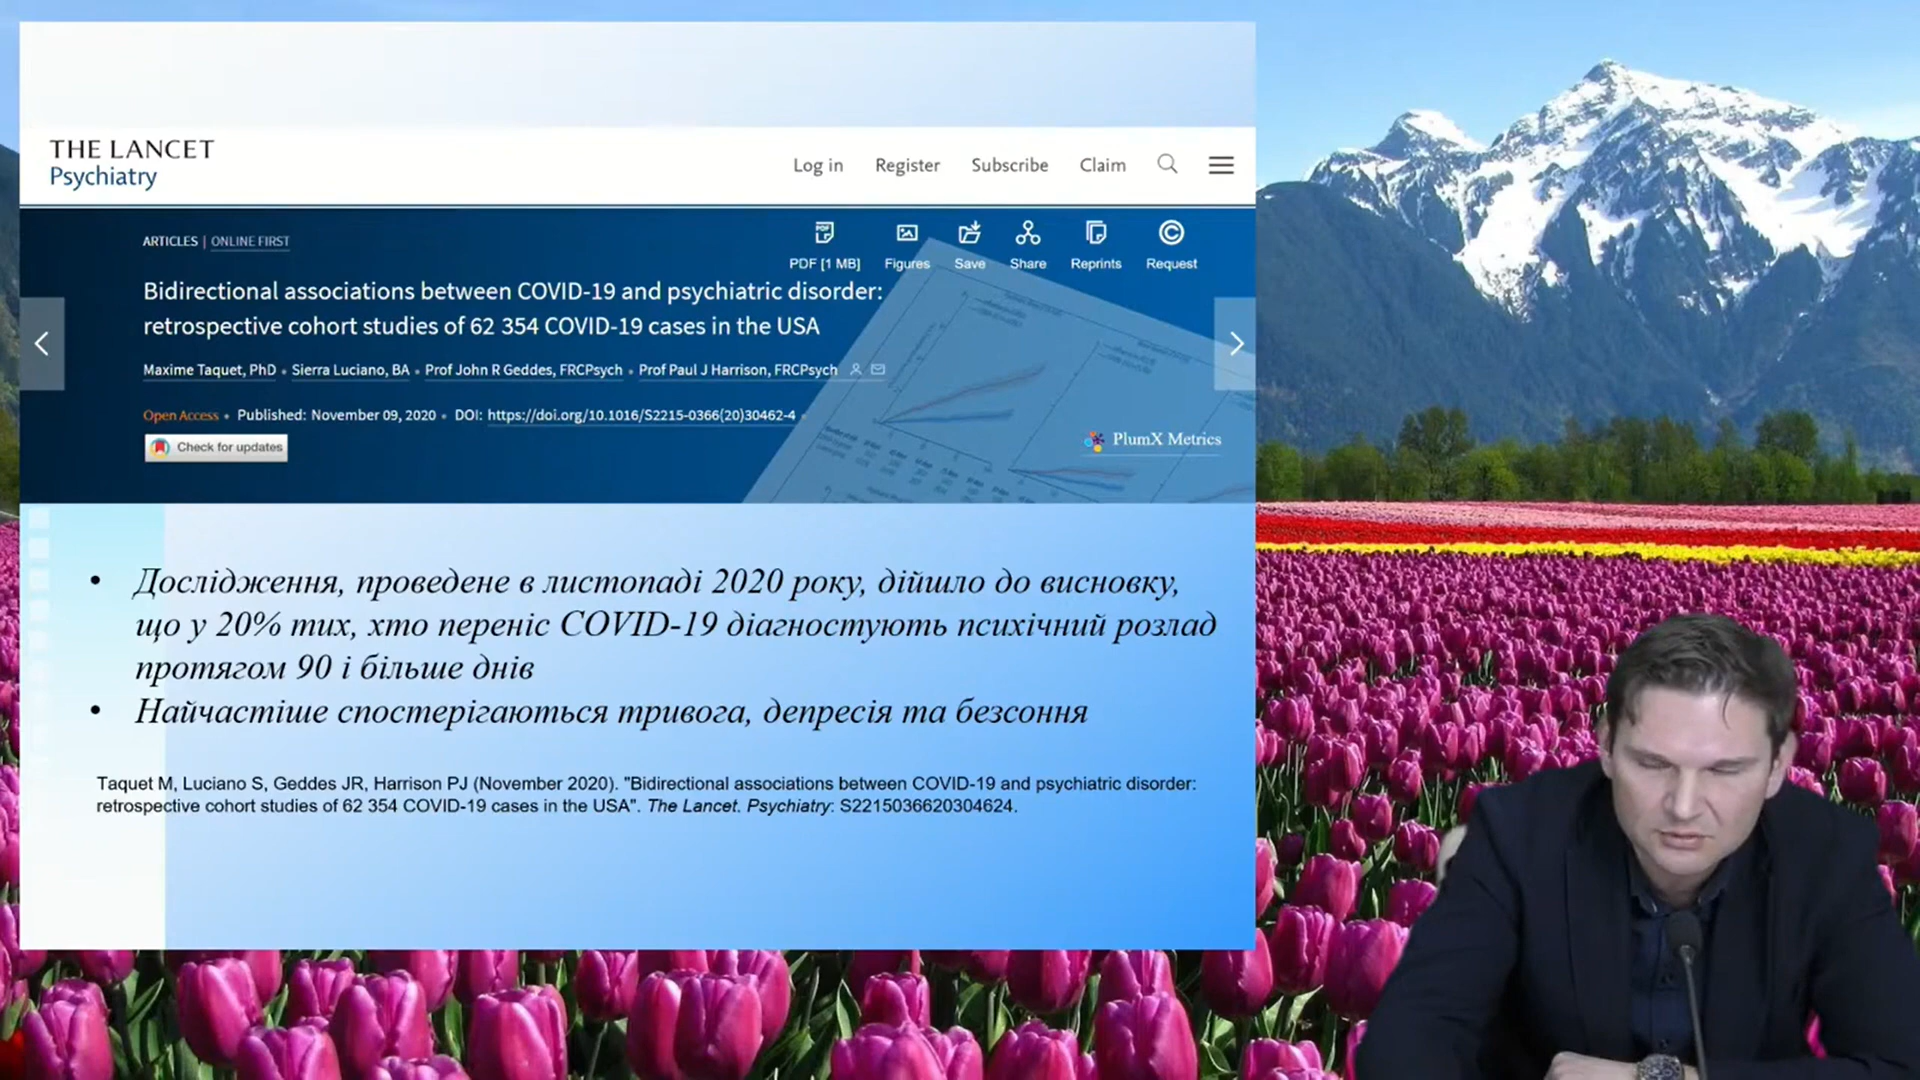 THE LANCET
Psychiatry
Log in Register Subscribe Claim
ARTICLES | ONLINE FIRST
PDF [1 MB] Figures Save Share Reprints Request
Bidirectional associations between COVID-19 and psychiatric disorder:
retrospective cohort studies of 62 354 COVID-19 cases in the USA
Maxime Taquet, PhD • Sierra Luciano, BA • Prof John R Geddes, FRCPsych • Prof Paul J Harrison, FRCPsych
Open Access • Published: November 09, 2020 • DOI: https://doi.org/10.1016/S2215-0366(20)30462-4 •
Check for updates
PlumX Metrics
• Дослідження, проведене в листопаді 2020 року, дійшло до висновку,
що у 20% тих, хто переніс COVID-19 діагностують психічний розлад
протягом 90 і більше днів
• Найчастіше спостерігаються тривога, депресія та безсоння
Taquet M, Luciano S, Geddes JR, Harrison PJ (November 2020). "Bidirectional associations between COVID-19 and psychiatric disorder:
retrospective cohort studies of 62 354 COVID-19 cases in the USA". The Lancet. Psychiatry: S2215036620304624.